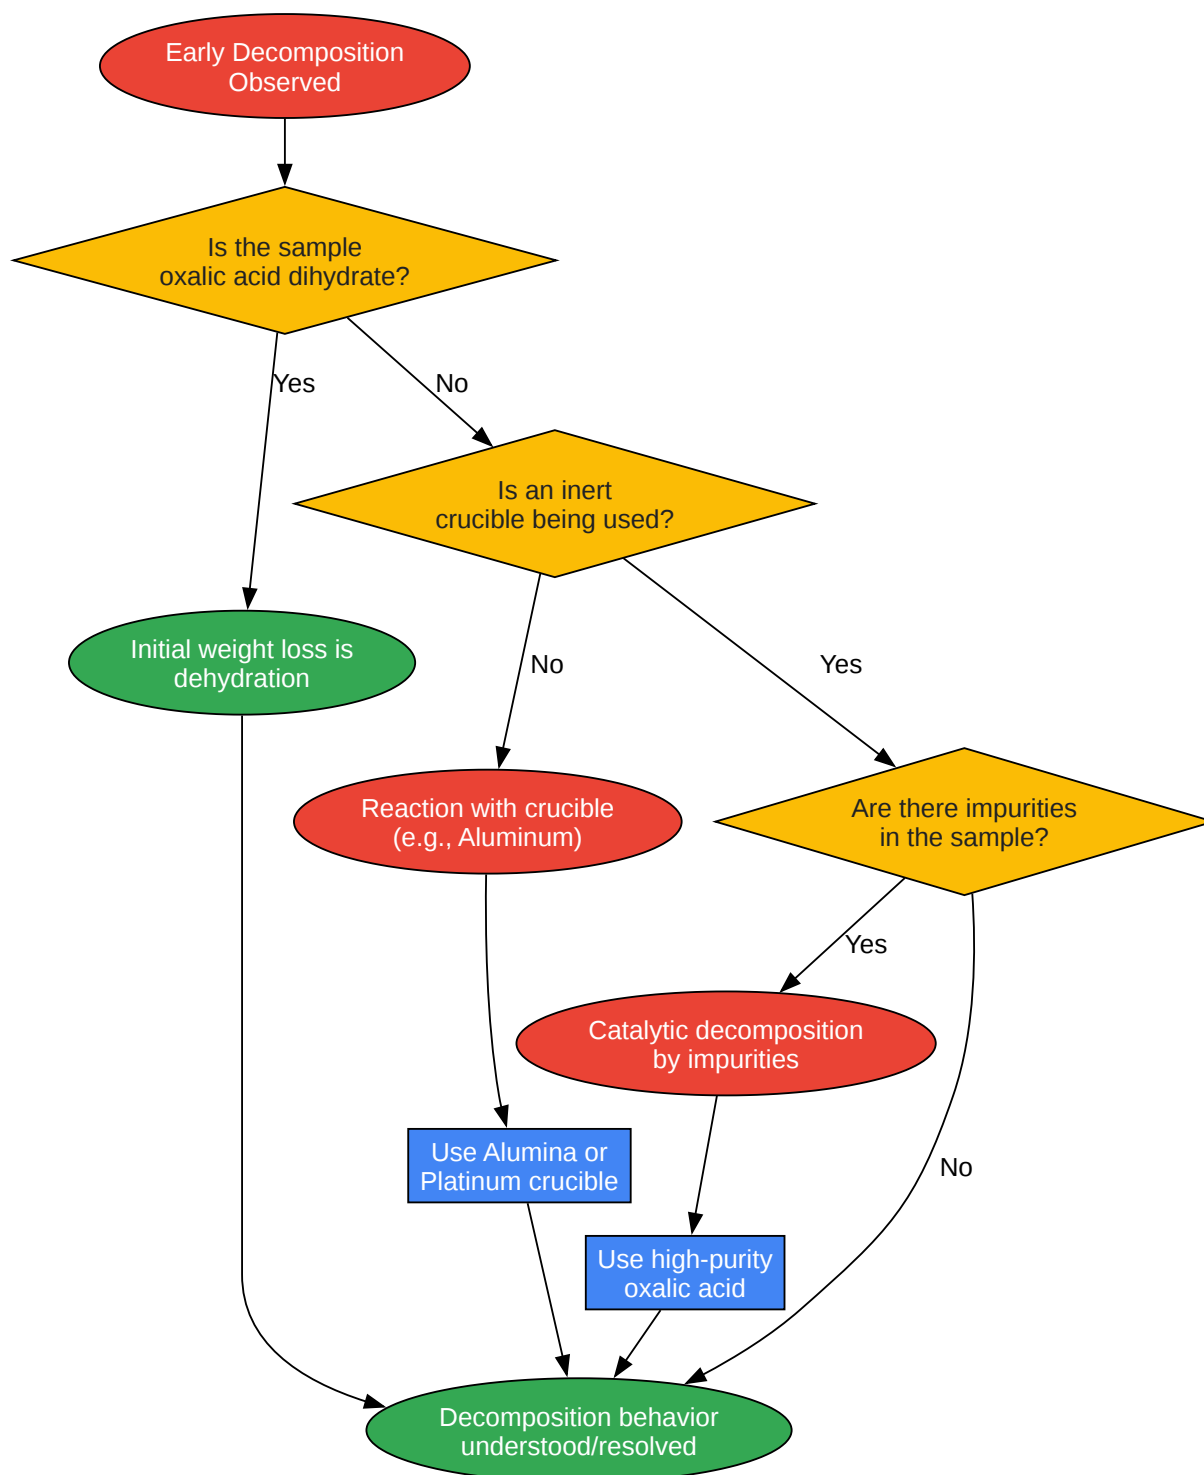 Early Decomposition
Observed
Is the sample
oxalic acid dihydrate?
Yes
No
Is an inert
crucible being used?
Initial weight loss is
dehydration
No
Yes
Reaction with crucible
(e.g., Aluminum)
Are there impurities
in the sample?
Yes
Catalytic decomposition
by impurities
Use Alumina or
Platinum crucible
No
Use high-purity
oxalic acid
Decomposition behavior
understood/resolved